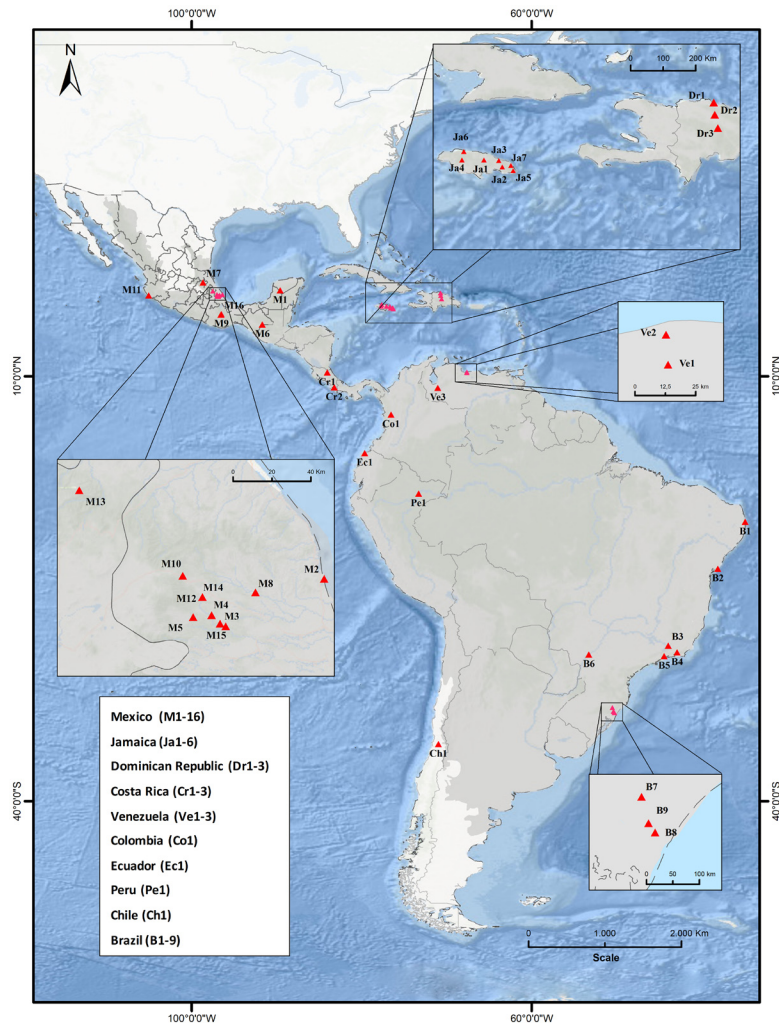 100°0'0"W 60°0'0"W
N
0 100 200 Km
Dr1
Dr2
Dr3
Ja6 Ja3
Ja7
Ja4 Ja1
Ja2 Ja5
M7
M11 M1
M16
M9
M6
Ve2
Ve1
0 12,5 25 km
10°0'0"N 10°0'0"N
Cr1
Cr2
Ve3
Co1
Ec1
Pe1
0 20 40 Km
M13
M10
M14
M8
M2
M12
M4
M5
M3
M15
B1
B2
B3
B6 B5 B4
Mexico (M1-16)
Jamaica (Ja1-6)
Dominican Republic (Dr1-3)
Costa Rica (Cr1-3)
Venezuela (Ve1-3)
Colombia (Co1)
Ecuador (Ec1)
Peru (Pe1)
Chile (Ch1)
Brazil (B1-9)
Ch1
40°0'0"S 40°0'0"S
B7
B9
B8
0 50 100 Km
0 1.000 2.000 Km
Scale
100°0'0"W 60°0'0"W